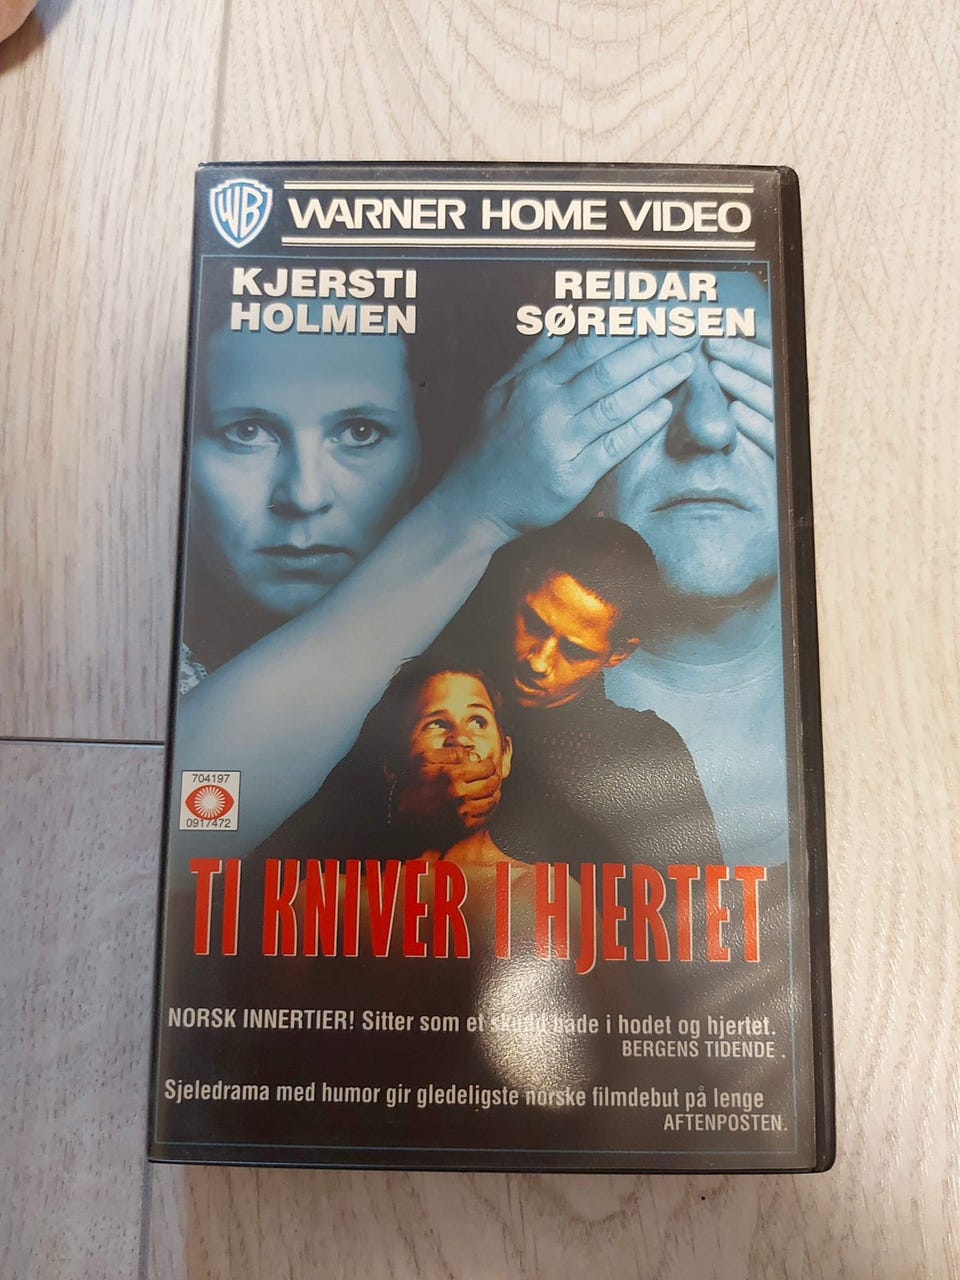 WB WARNER HOME VIDEO
KJERSTI
HOLMEN
REIDAR
SØRENSEN
704197
0917472
TI KNIVER I HJERTET
NORSK INNERTIER! Sitter som et skudd både i hodet og hjertet.
BERGENS TIDENDE.
Sjeledrama med humor gir gledeligste norske filmdebut på lenge
AFTENPOSTEN.